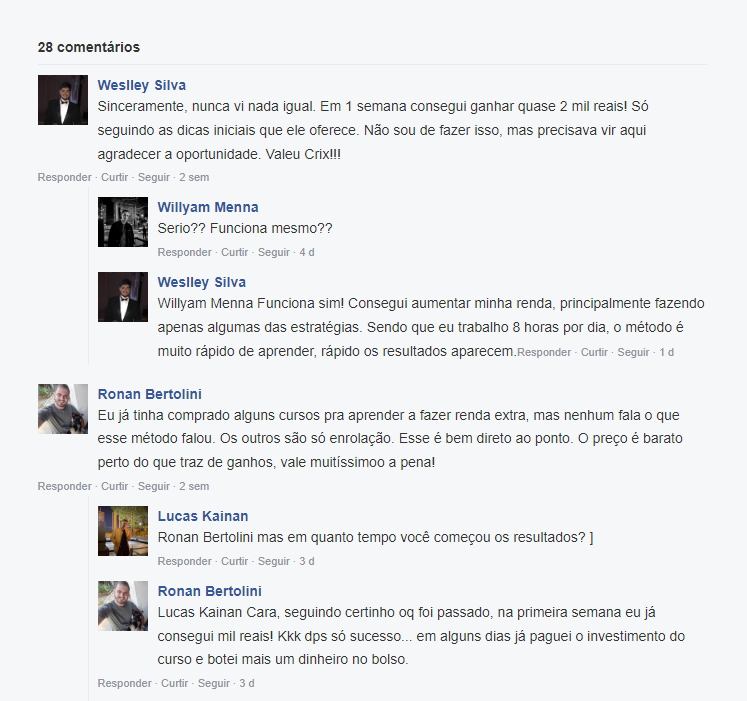 28 comentários
Weslley Silva
Sinceramente, nunca vi nada igual. Em 1 semana consegui ganhar quase 2 mil reais! Só
seguindo as dicas iniciais que ele oferece. Não sou de fazer isso, mas precisava vir aqui
agradecer a oportunidade. Valeu Crix!!!
Responder · Curtir · Seguir · 2 sem
Willyam Menna
Serio?? Funciona mesmo??
Responder · Curtir · Seguir · 4 d
Weslley Silva
Willyam Menna Funciona sim! Consegui aumentar minha renda, principalmente fazendo
apenas algumas das estratégias. Sendo que eu trabalho 8 horas por dia, o método é
muito rápido de aprender, rápido os resultados aparecem.Responder · Curtir · Seguir · 1 d
Ronan Bertolini
Eu já tinha comprado alguns cursos pra aprender a fazer renda extra, mas nenhum fala o que
esse método falou. Os outros são só enrolação. Esse é bem direto ao ponto. O preço é barato
perto do que traz de ganhos, vale muitíssimoo a pena!
Responder · Curtir · Seguir · 2 sem
Lucas Kainan
Ronan Bertolini mas em quanto tempo você começou os resultados? ]
Responder · Curtir · Seguir · 3 d
Ronan Bertolini
Lucas Kainan Cara, seguindo certinho oq foi passado, na primeira semana eu já
consegui mil reais! Kkk dps só sucesso... em alguns dias já paguei o investimento do
curso e botei mais um dinheiro no bolso.
Responder · Curtir · Seguir · 3 d